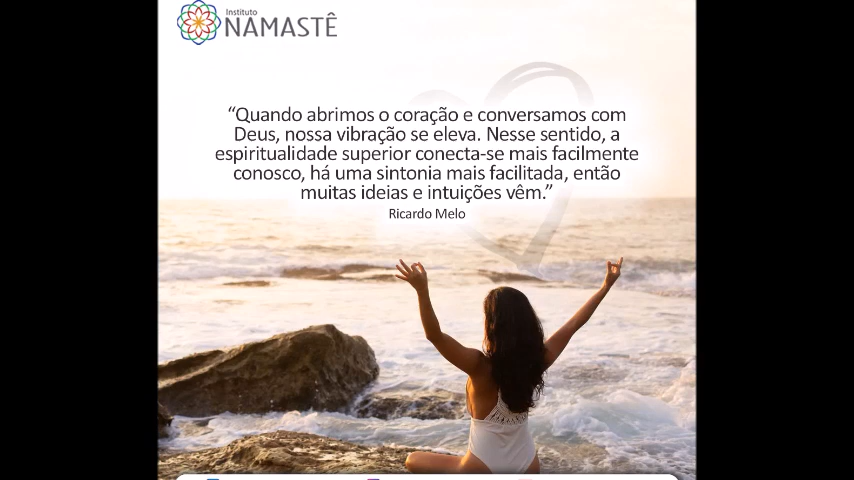 Instituto
NAMASTÊ
“Quando abrimos o coração e conversamos com
Deus, nossa vibração se eleva. Nesse sentido, a
espiritualidade superior conecta-se mais facilmente
conosco, há uma sintonia mais facilitada, então
muitas ideias e intuições vêm.”
Ricardo Melo